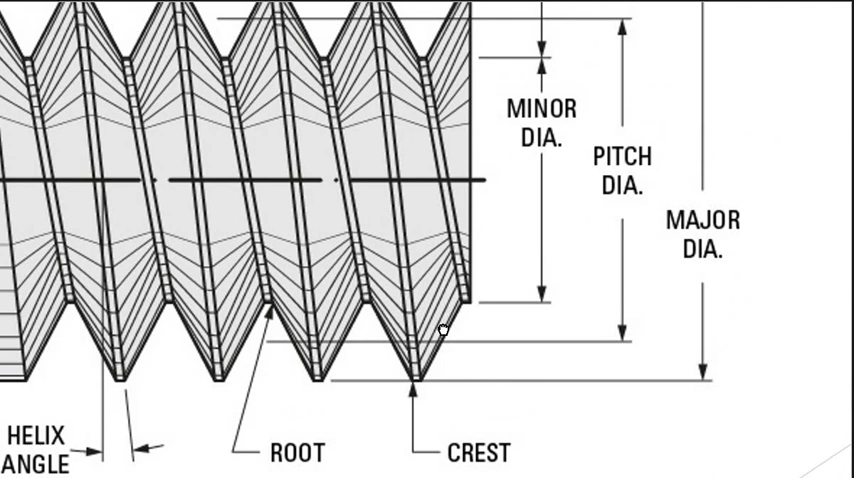 MINOR
DIA.
PITCH
DIA.
MAJOR
DIA.
HELIX
ANGLE
ROOT
CREST